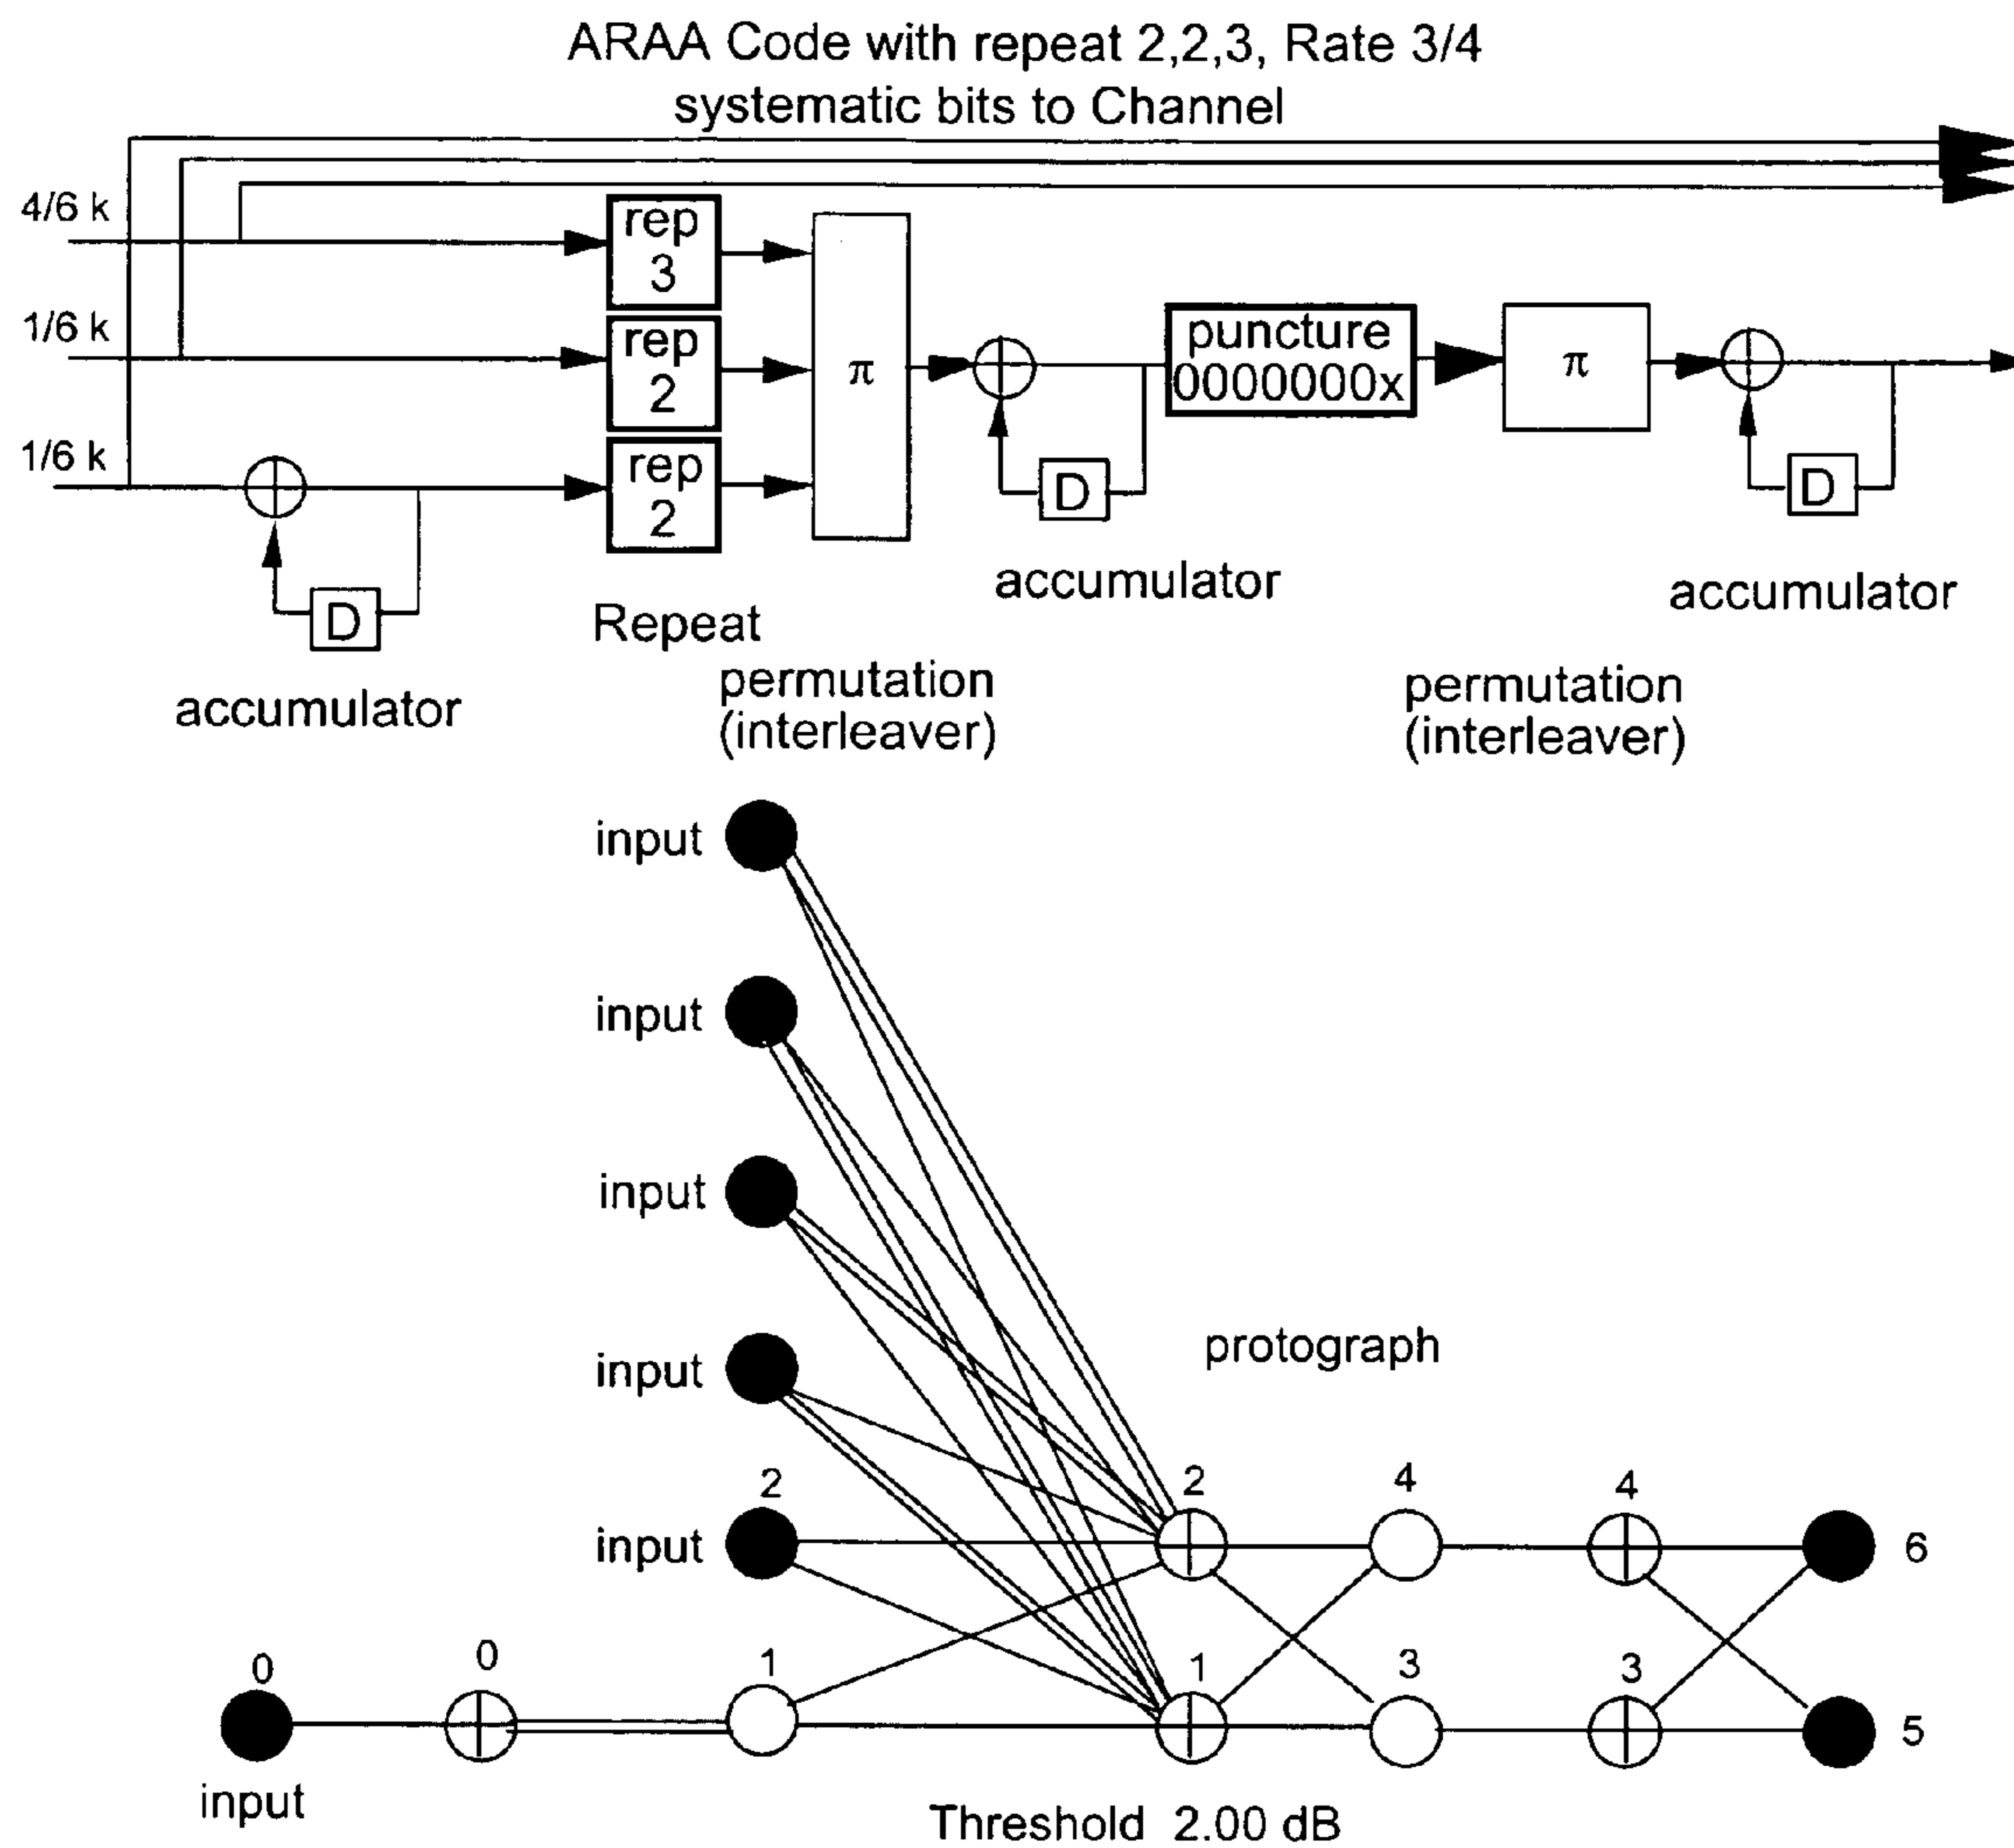 ARAA Code with repeat 2,2,3, Rate 3/4
systematic bits to Channel
4/6 k
rep
3
1/6 k
rep
2
1/6 k
rep
2
π
puncture
0000000x
π
D
D
D
accumulator
Repeat
permutation
(interleaver)
accumulator
permutation
(interleaver)
accumulator
input
input
input
input
protograph
2
input
2
4
4
6
0
0
1
1
3
3
5
input
Threshold 2.00 dB